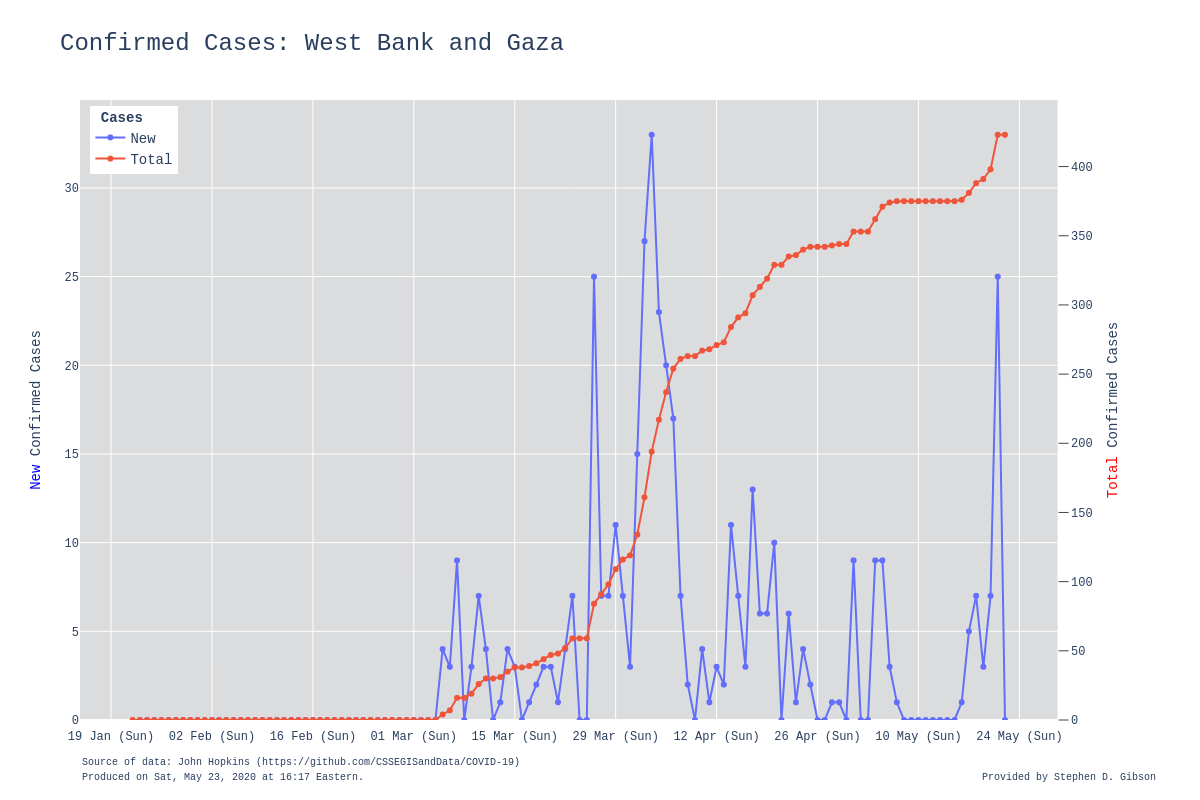 Confirmed Cases: West Bank and Gaza
Cases
New
Total
30
25
20
15
10
5
0
New Confirmed Cases
400
350
300
250
200
150
100
50
0
Total Confirmed Cases
19 Jan (Sun) 02 Feb (Sun) 16 Feb (Sun) 01 Mar (Sun) 15 Mar (Sun) 29 Mar (Sun) 12 Apr (Sun) 26 Apr (Sun) 10 May (Sun) 24 May (Sun)
Source of data: John Hopkins (https://github.com/CSSEGISandData/COVID-19)
Produced on Sat, May 23, 2020 at 16:17 Eastern.
Provided by Stephen D. Gibson